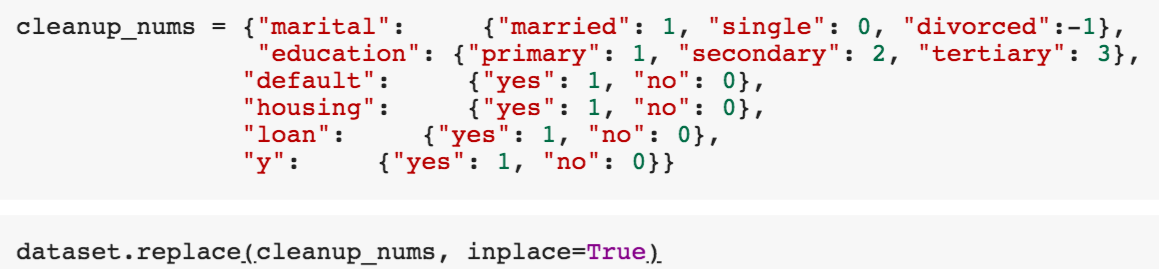 cleanup_nums = {"marital":     {"married": 1, "single": 0, "divorced":-1},
                "education": {"primary": 1, "secondary": 2, "tertiary": 3},
               "default":     {"yes": 1, "no": 0},
               "housing":     {"yes": 1, "no": 0},
               "loan":     {"yes": 1, "no": 0},
               "y":     {"yes": 1, "no": 0}}
dataset.replace(cleanup_nums, inplace=True)